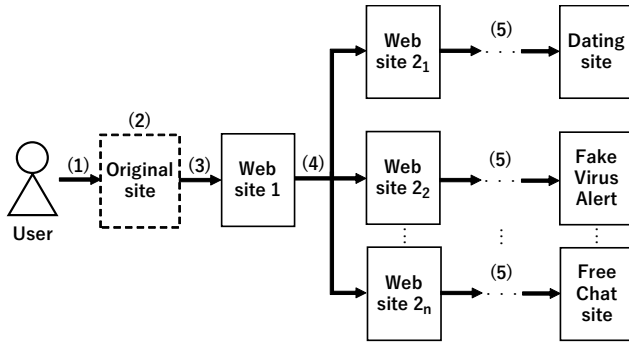 (1)
User
(2)
Original
site
(3)
Web
site 1
(4)
Web
site 2₁
(5)
. . .
Dating
site
Web
site 2₂
(5)
. . .
Fake
Virus
Alert
Web
site 2ₙ
(5)
. . .
Free
Chat
site